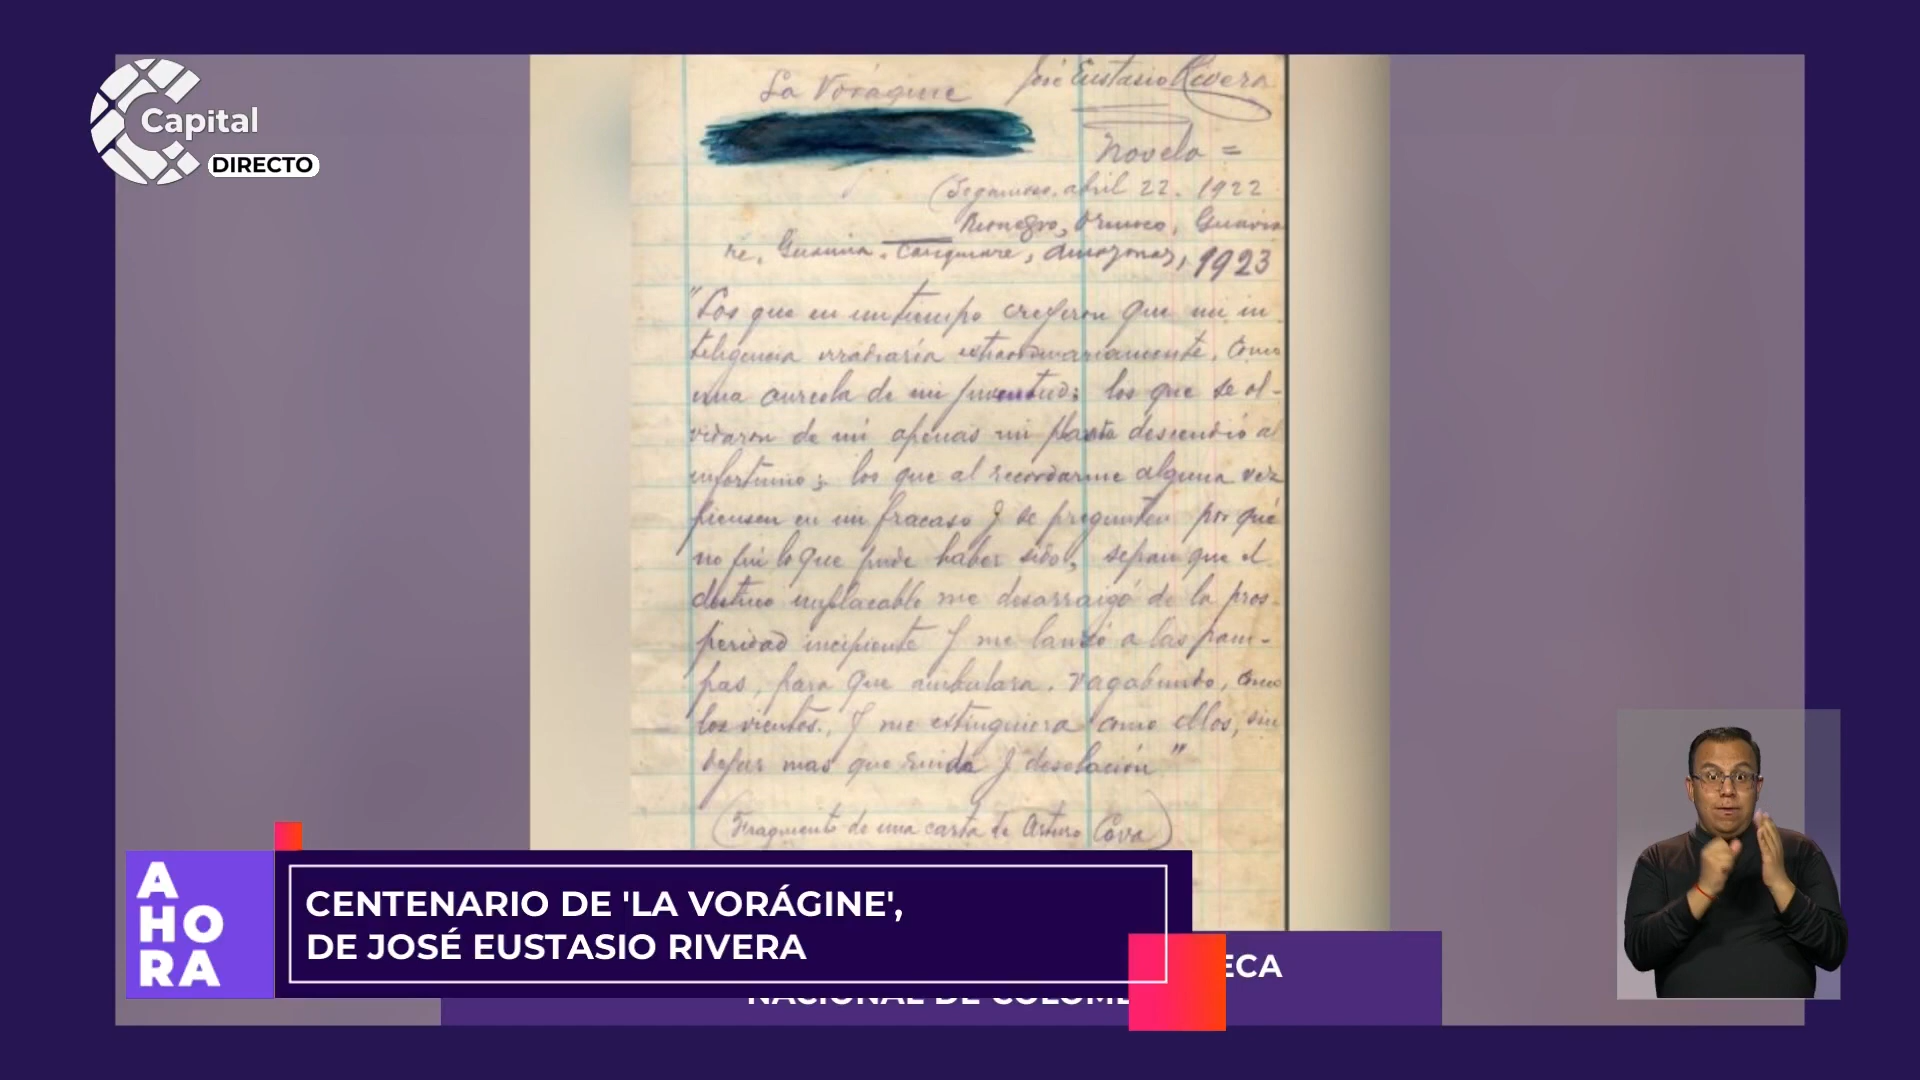 Capital
DIRECTO
La Vorágine José Eustasio Rivera
Novela =
(Sogamoso, abril 22. 1922
Rionegro, Orinoco, Guavia
re, Guainía, Casiquiare, Amazonas, 1923
"Los que en un tiempo creyeron que mi in
teligencia irradiaría extraordinariamente, como
una aureola de mi juventud; los que se ol-
vidaron de mí apenas mi planta descendió al
infortunio; los que al recordarme alguna vez
piensen en mi fracaso y se pregunten por qué
no fui lo que pude haber sido, sepan que el
destino implacable me desarraigó de la pros-
peridad incipiente y me lanzó a las pam-
pas, para que ambulara, vagabundo, como
los vientos, y me extinguiera como ellos, sin
dejar mas que ruido y desolación"
(Fragmento de una carta de Arturo Cova)
AHORA
CENTENARIO DE 'LA VORÁGINE',
DE JOSÉ EUSTASIO RIVERA
ECA
NACIONAL DE COLOMB